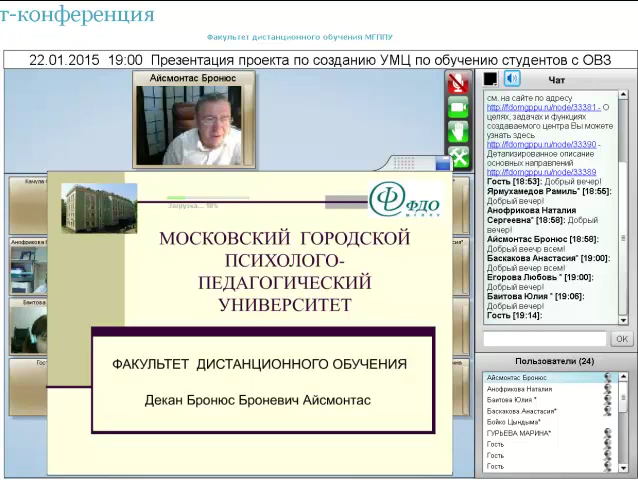 т-конференция
Факультет дистанционного обучения МГППУ
22.01.2015 19:00 Презентация проекта по созданию УМЦ по обучению студентов с ОВЗ
Айсмонтас Бронюс
Чат
см. на сайте по адресу
http://fdomgppu.ru/node/33381 - О
целях, задачах и функциях
создаваемого центра Вы можете
узнать здесь
http://fdomgppu.ru/node/33390 -
Детализированное описание
основных направлений
http://fdomgppu.ru/node/33389
Гость [18:53]: Добрый вечер!
Ярмухамедов Рамиль* [18:55]:
Добрый вечер!
Анофрикова Наталия
Сергеевна* [18:58]: Добрый
вечер!
Айсмонтас Бронюс [18:58]:
Добрый веечр всем!
Баскакова Анастасия* [19:00]:
Добрый вечер всем!
Егорова Любовь * [19:00]:
Добрый вечер!
Баитова Юлия * [19:06]:
Добрый вечер!
Гость [19:14]:
OK
Пользователи (24)
Айсмонтас Бронюс
Анофрикова Наталия
Баитова Юлия *
Баскакова Анастасия*
Бойко Цындыма*
ГУРЬЕВА МАРИНА*
Гость
Гость
Гость
Анофрикова
Баитова
Загрузка... 18%
ФДО
МГППУ
МОСКОВСКИЙ ГОРОДСКОЙ
ПСИХОЛОГО-
ПЕДАГОГИЧЕСКИЙ
УНИВЕРСИТЕТ
ФАКУЛЬТЕТ ДИСТАНЦИОННОГО ОБУЧЕНИЯ
Декан Бронюс Броневич Айсмонтас